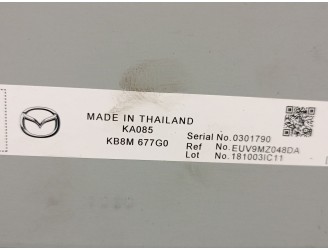 MADE IN THAILAND
KA085
KB8M 677G0
Serial No.0301790
Ref No.EUV9MZ048DA
Lot No.181003IC11